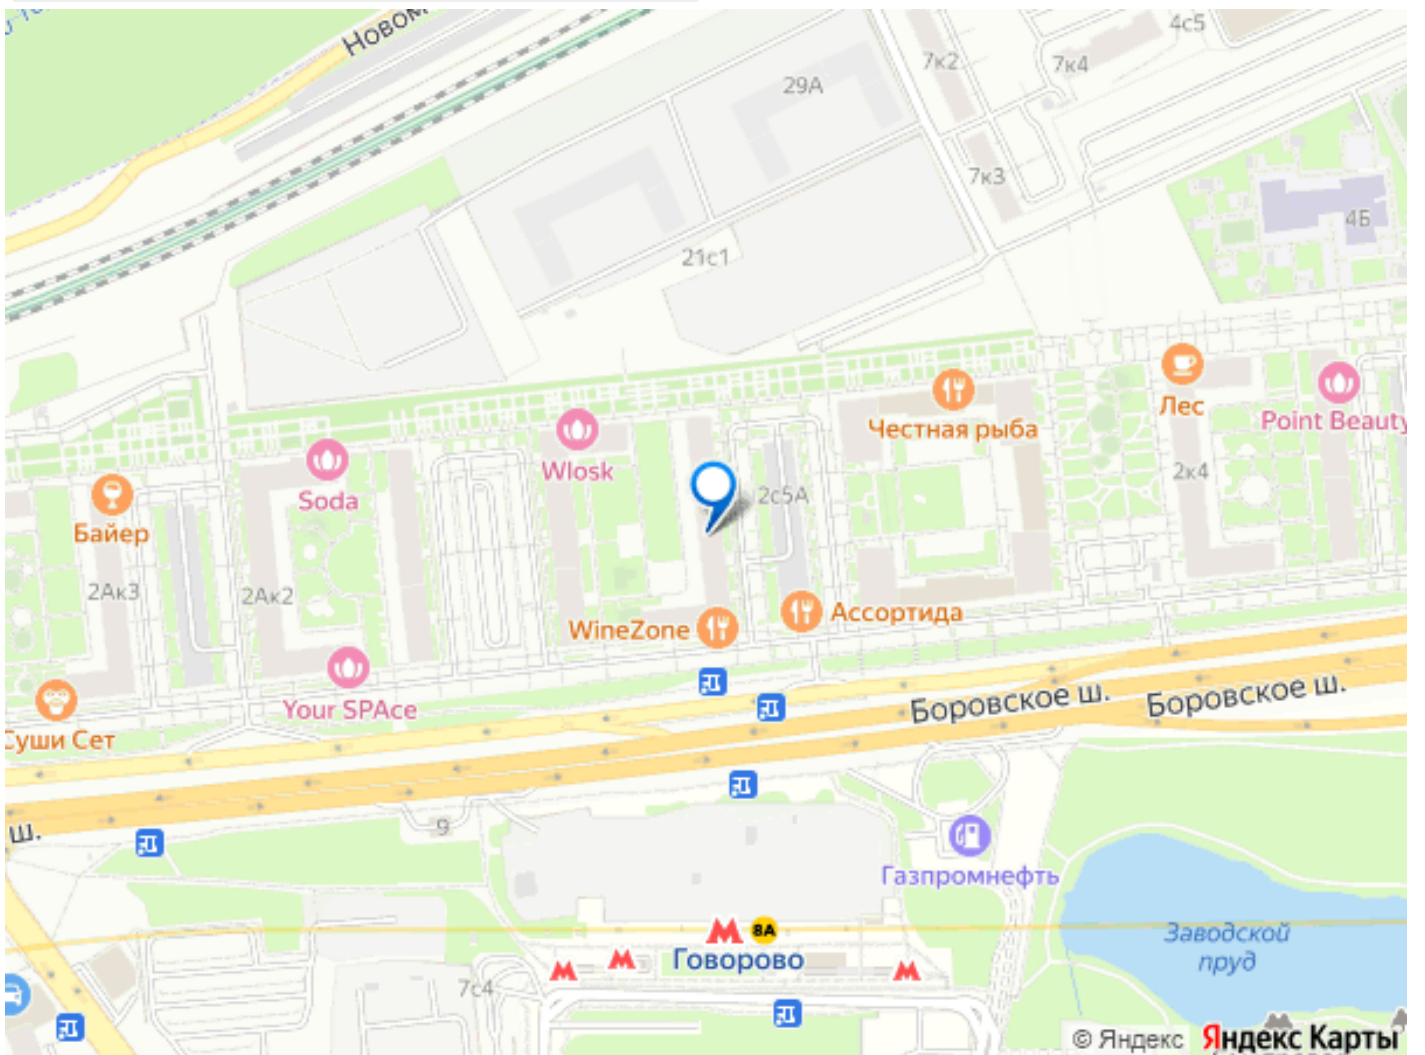 Новом
4с5
7к2
7к4
29А
7к3
4Б
21с1
Лес
Честная рыба
Point Beauty
Wlosk
Soda
2к4
2с5А
Байер
2Ак3
2Ак2
WineZone
Ассортида
Your SPAce
Суши Сет
Боровское ш.
Боровское ш.
ш.
9
Газпромнефть
8А
Говорово
Заводской
пруд
7с4
© Яндекс Яндекс Карты